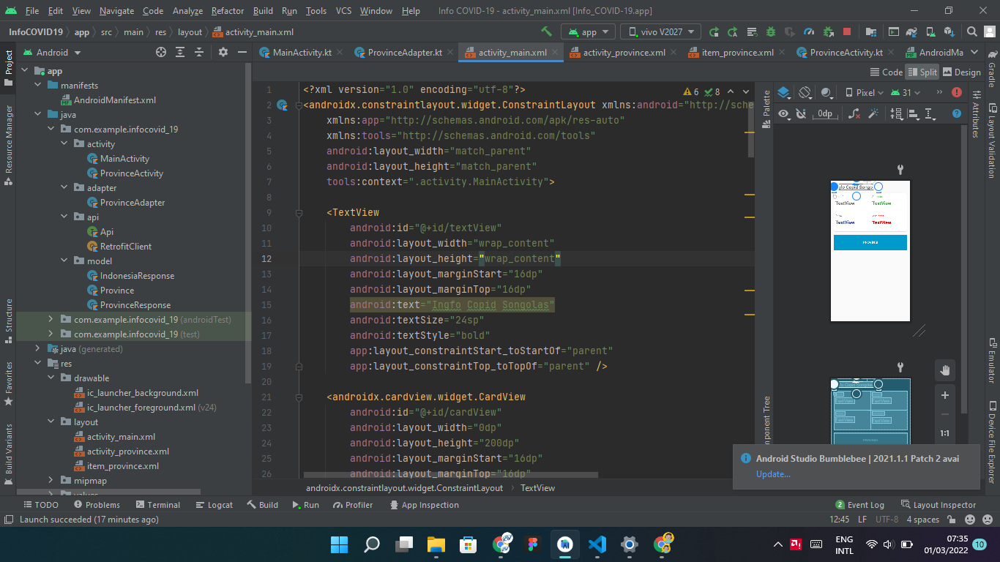 File Edit View Navigate Code Analyze Refactor Build Run Tools VCS Window Help Info COVID-19 - activity_main.xml [Info_COVID-19.app]
InfoCOVID19 app src main res layout activity_main.xml app vivo V2027
Android MainActivity.kt ProvinceAdapter.kt activity_main.xml activity_province.xml item_province.xml ProvinceActivity.kt AndroidMa
Code Split Design
Project
Resource Manager
Structure
Favorites
Build Variants
app
manifests
AndroidManifest.xml
java
com.example.infocovid_19
activity
MainActivity
ProvinceActivity
adapter
ProvinceAdapter
api
Api
RetrofitClient
model
IndonesiaResponse
Province
ProvinceResponse
com.example.infocovid_19 (androidTest)
com.example.infocovid_19 (test)
java (generated)
res
drawable
ic_launcher_background.xml
ic_launcher_foreground.xml (v24)
layout
activity_main.xml
activity_province.xml
item_province.xml
mipmap
values
6 8
1 <?xml version="1.0" encoding="utf-8"?>
2 <androidx.constraintlayout.widget.ConstraintLayout xmlns:android="http://sche
3 xmlns:app="http://schemas.android.com/apk/res-auto"
4 xmlns:tools="http://schemas.android.com/tools"
5 android:layout_width="match_parent"
6 android:layout_height="match_parent"
7 tools:context=".activity.MainActivity">
8
9 <TextView
10 android:id="@+id/textView"
11 android:layout_width="wrap_content"
12 android:layout_height="wrap_content"
13 android:layout_marginStart="16dp"
14 android:layout_marginTop="16dp"
15 android:text="Ingfo Copid Songolas"
16 android:textSize="24sp"
17 android:textStyle="bold"
18 app:layout_constraintStart_toStartOf="parent"
19 app:layout_constraintTop_toTopOf="parent" />
20
21 <androidx.cardview.widget.CardView
22 android:id="@+id/cardView"
23 android:layout_width="0dp"
24 android:layout_height="200dp"
25 android:layout_marginStart="16dp"
26 android:layout_marginTop="16dp"
androidx.constraintlayout.widget.ConstraintLayout TextView
Palette
Component Tree
Pixel 31
0dp
TextView TextView
TextView TextView
PROVINSI
1:1
Gradle
Attributes
Layout Validation
Emulator
Device File Explorer
Android Studio Bumblebee | 2021.1.1 Patch 2 avai
Update...
TODO Problems Terminal Logcat Build Run Profiler App Inspection 2 Event Log Layout Inspector
Launch succeeded (17 minutes ago) 12:45 LF UTF-8 4 spaces
ENG
INTL
07:35
01/03/2022
10